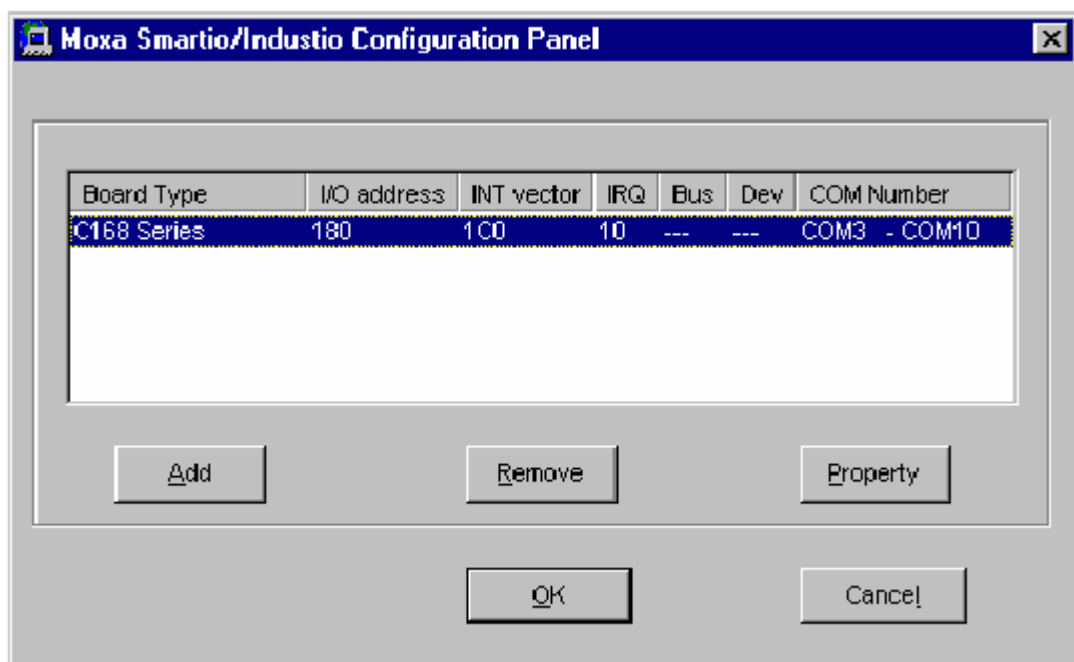 Moxa Smartio/Industio Configuration Panel
Board Type I/O address INT vector IRQ Bus Dev COM Number
C168 Series 180 1C0 10 --- --- COM3 - COM10
Add Remove Property
OK Cancel